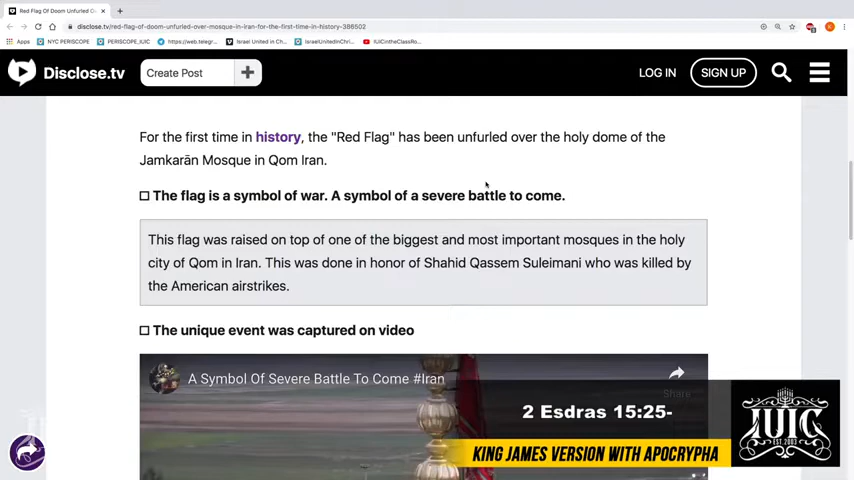 Red Flag Of Doom Unfurled O
disclose.tv/red-flag-of-doom-unfurled-over-mosque-in-iran-for-the-first-time-in-history-386502
Apps NYC PERISCOPE PERISCOPE_IUIC https://web.telegr... Israel United in Ch... IsraelUnitedInChri... IUICintheClassRo...
Disclose.tv Create Post LOG IN SIGN UP
For the first time in history, the "Red Flag" has been unfurled over the holy dome of the
Jamkarān Mosque in Qom Iran.
The flag is a symbol of war. A symbol of a severe battle to come.
This flag was raised on top of one of the biggest and most important mosques in the holy
city of Qom in Iran. This was done in honor of Shahid Qassem Suleimani who was killed by
the American airstrikes.
The unique event was captured on video
A Symbol Of Severe Battle To Come #Iran
Share
2 Esdras 15:25-
KING JAMES VERSION WITH APOCRYPHA
IUIC
EST. 2003